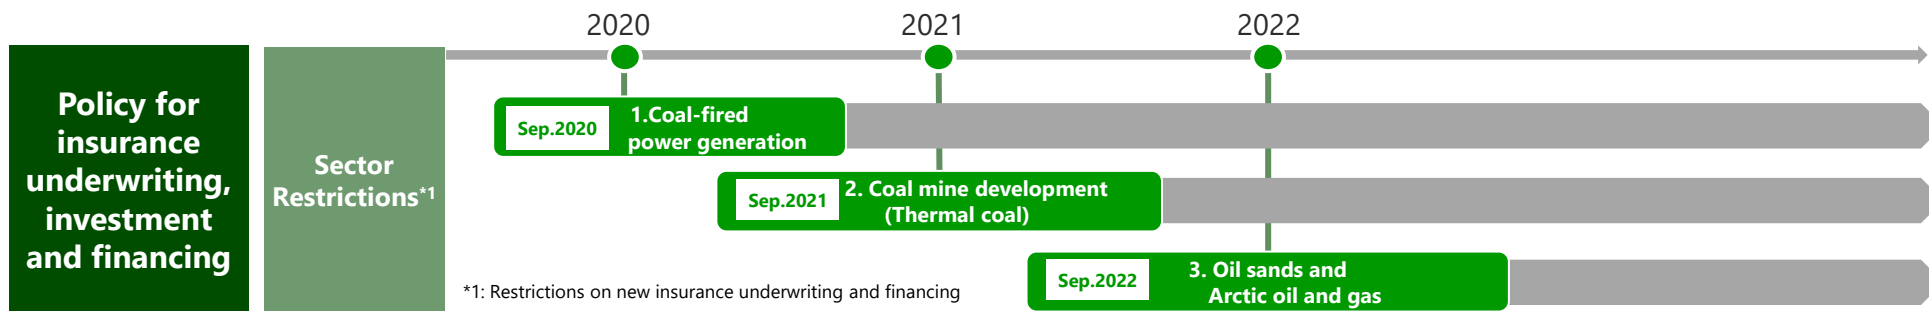 2020
2021
2022
Policy for
insurance
underwriting,
investment
and financing
Sector
Restrictions*1
Sep.2020
1.Coal-fired
power generation
Sep.2021
2. Coal mine development
(Thermal coal)
Sep.2022
3. Oil sands and
Arctic oil and gas
*1: Restrictions on new insurance underwriting and financing